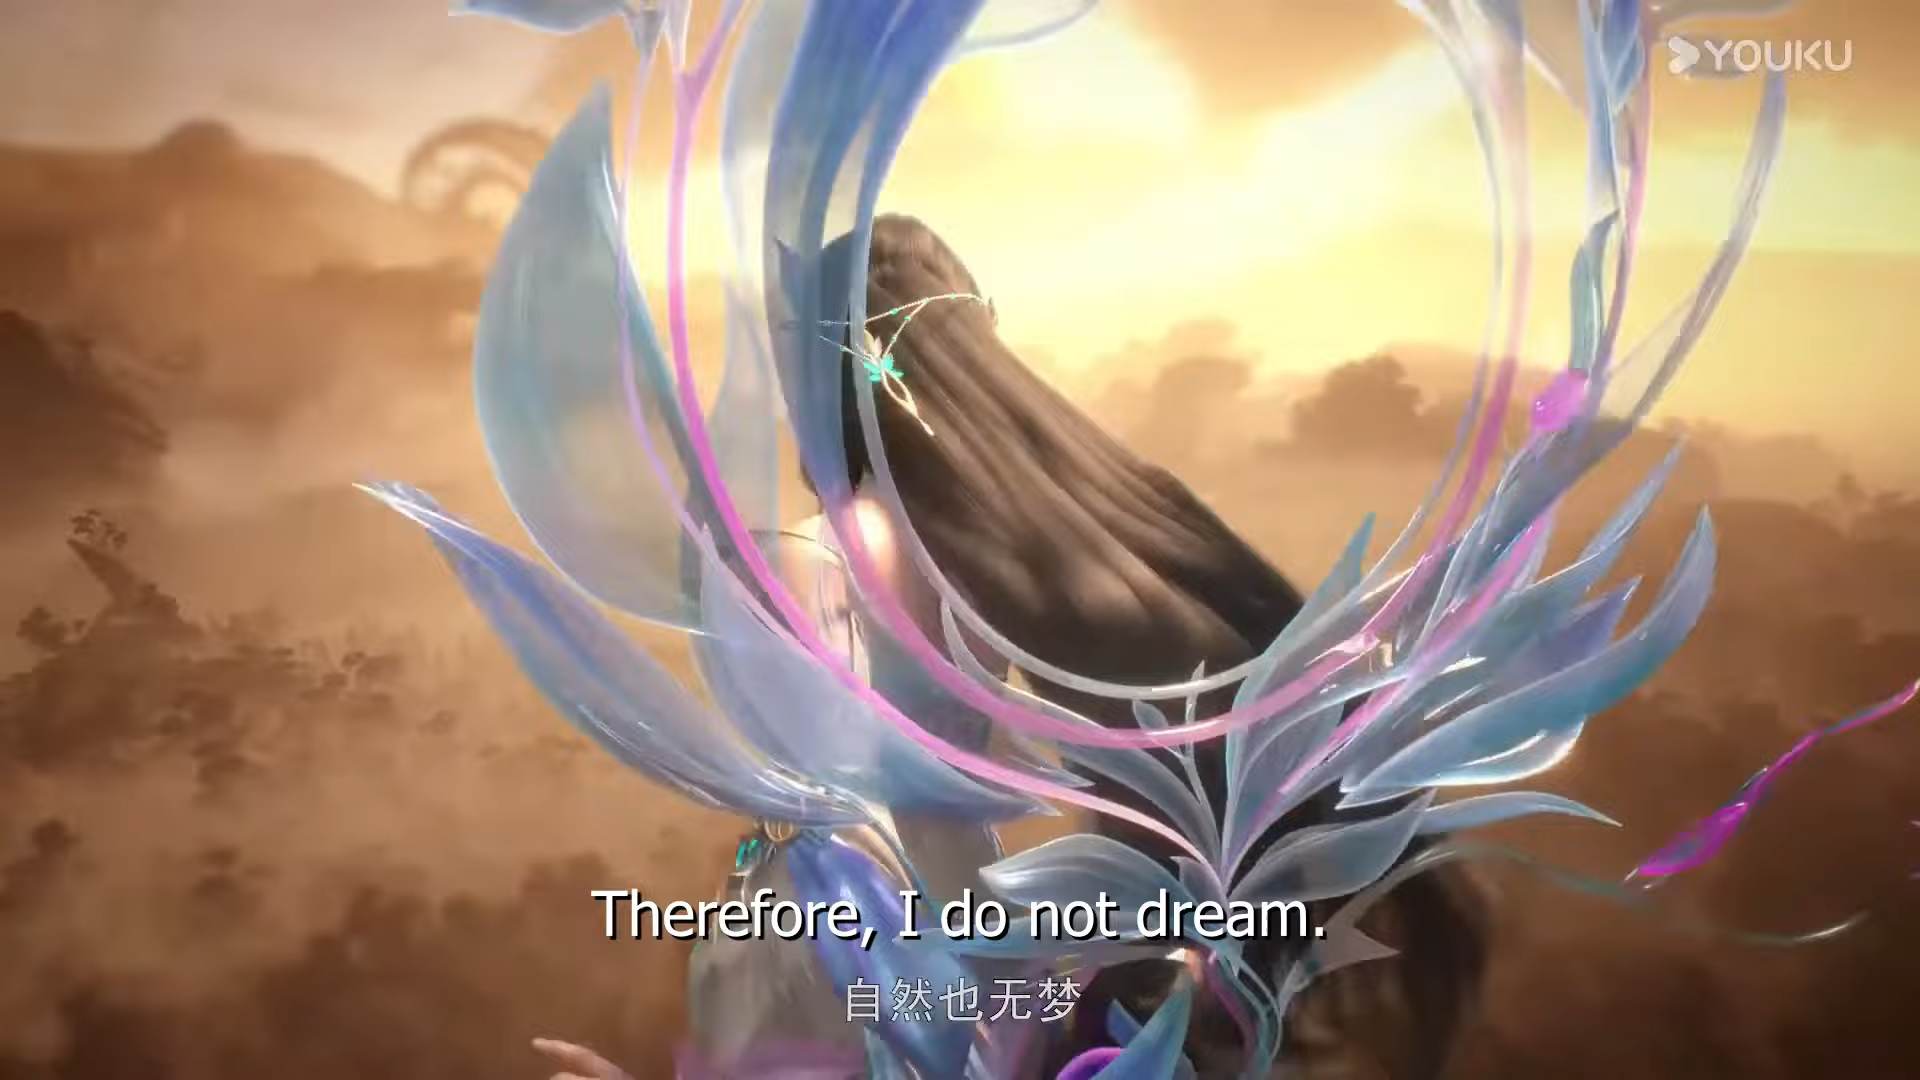 YOUKU
Therefore, I do not dream.
自然也无梦